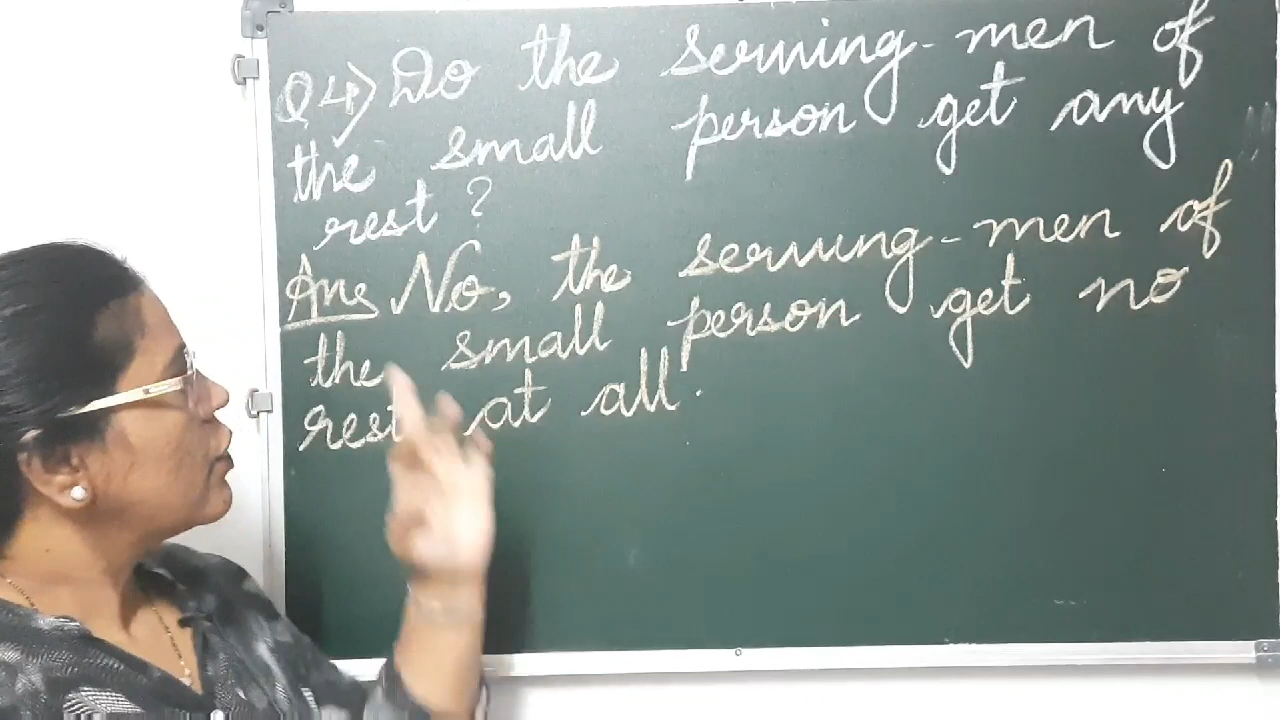 Q4) Do the serving-men of
the small person get any
rest?
Ans No, the serving-men of
the small person get no
rest at all.